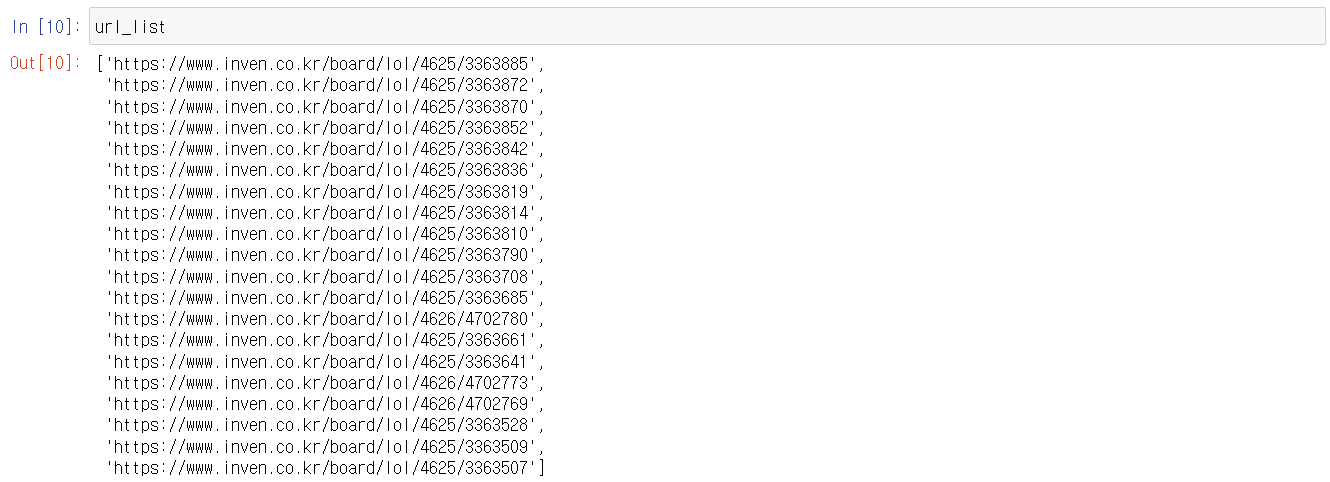 In [10]: url_list
Out[10]: ['https://www.inven.co.kr/board/lol/4625/3363885',
'https://www.inven.co.kr/board/lol/4625/3363872',
'https://www.inven.co.kr/board/lol/4625/3363870',
'https://www.inven.co.kr/board/lol/4625/3363852',
'https://www.inven.co.kr/board/lol/4625/3363842',
'https://www.inven.co.kr/board/lol/4625/3363836',
'https://www.inven.co.kr/board/lol/4625/3363819',
'https://www.inven.co.kr/board/lol/4625/3363814',
'https://www.inven.co.kr/board/lol/4625/3363810',
'https://www.inven.co.kr/board/lol/4625/3363790',
'https://www.inven.co.kr/board/lol/4625/3363708',
'https://www.inven.co.kr/board/lol/4625/3363685',
'https://www.inven.co.kr/board/lol/4626/4702780',
'https://www.inven.co.kr/board/lol/4625/3363661',
'https://www.inven.co.kr/board/lol/4625/3363641',
'https://www.inven.co.kr/board/lol/4626/4702773',
'https://www.inven.co.kr/board/lol/4626/4702769',
'https://www.inven.co.kr/board/lol/4625/3363528',
'https://www.inven.co.kr/board/lol/4625/3363509',
'https://www.inven.co.kr/board/lol/4625/3363507']